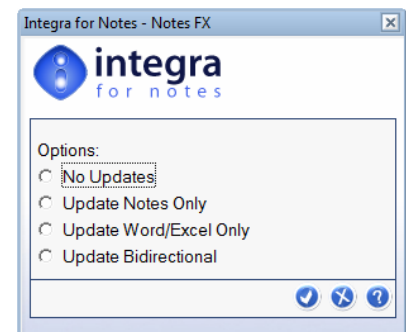 Integra for Notes - Notes FX
integra
for notes
Options:
No Updates
Update Notes Only
Update Word/Excel Only
Update Bidirectional